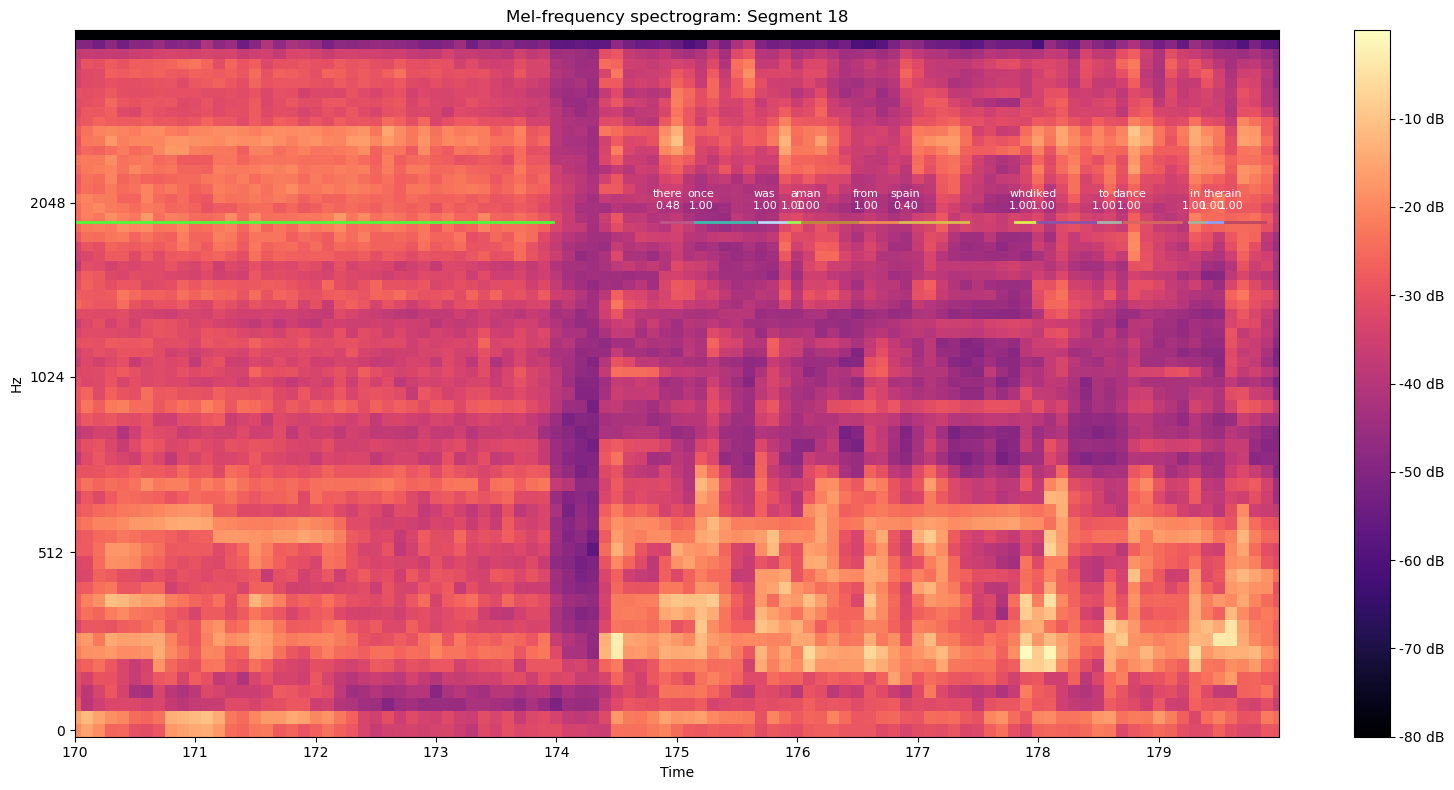 Mel-frequency spectrogram: Segment 18
there once was a man from spain who liked to dance in the rain
0.48 1.00 1.00 1.00 1.00 1.00 0.40 1.00 1.00 1.00 1.00 1.00 1.00 1.00
Hz
2048
1024
512
0
170 171 172 173 174 175 176 177 178 179
Time
-10 dB
-20 dB
-30 dB
-40 dB
-50 dB
-60 dB
-70 dB
-80 dB